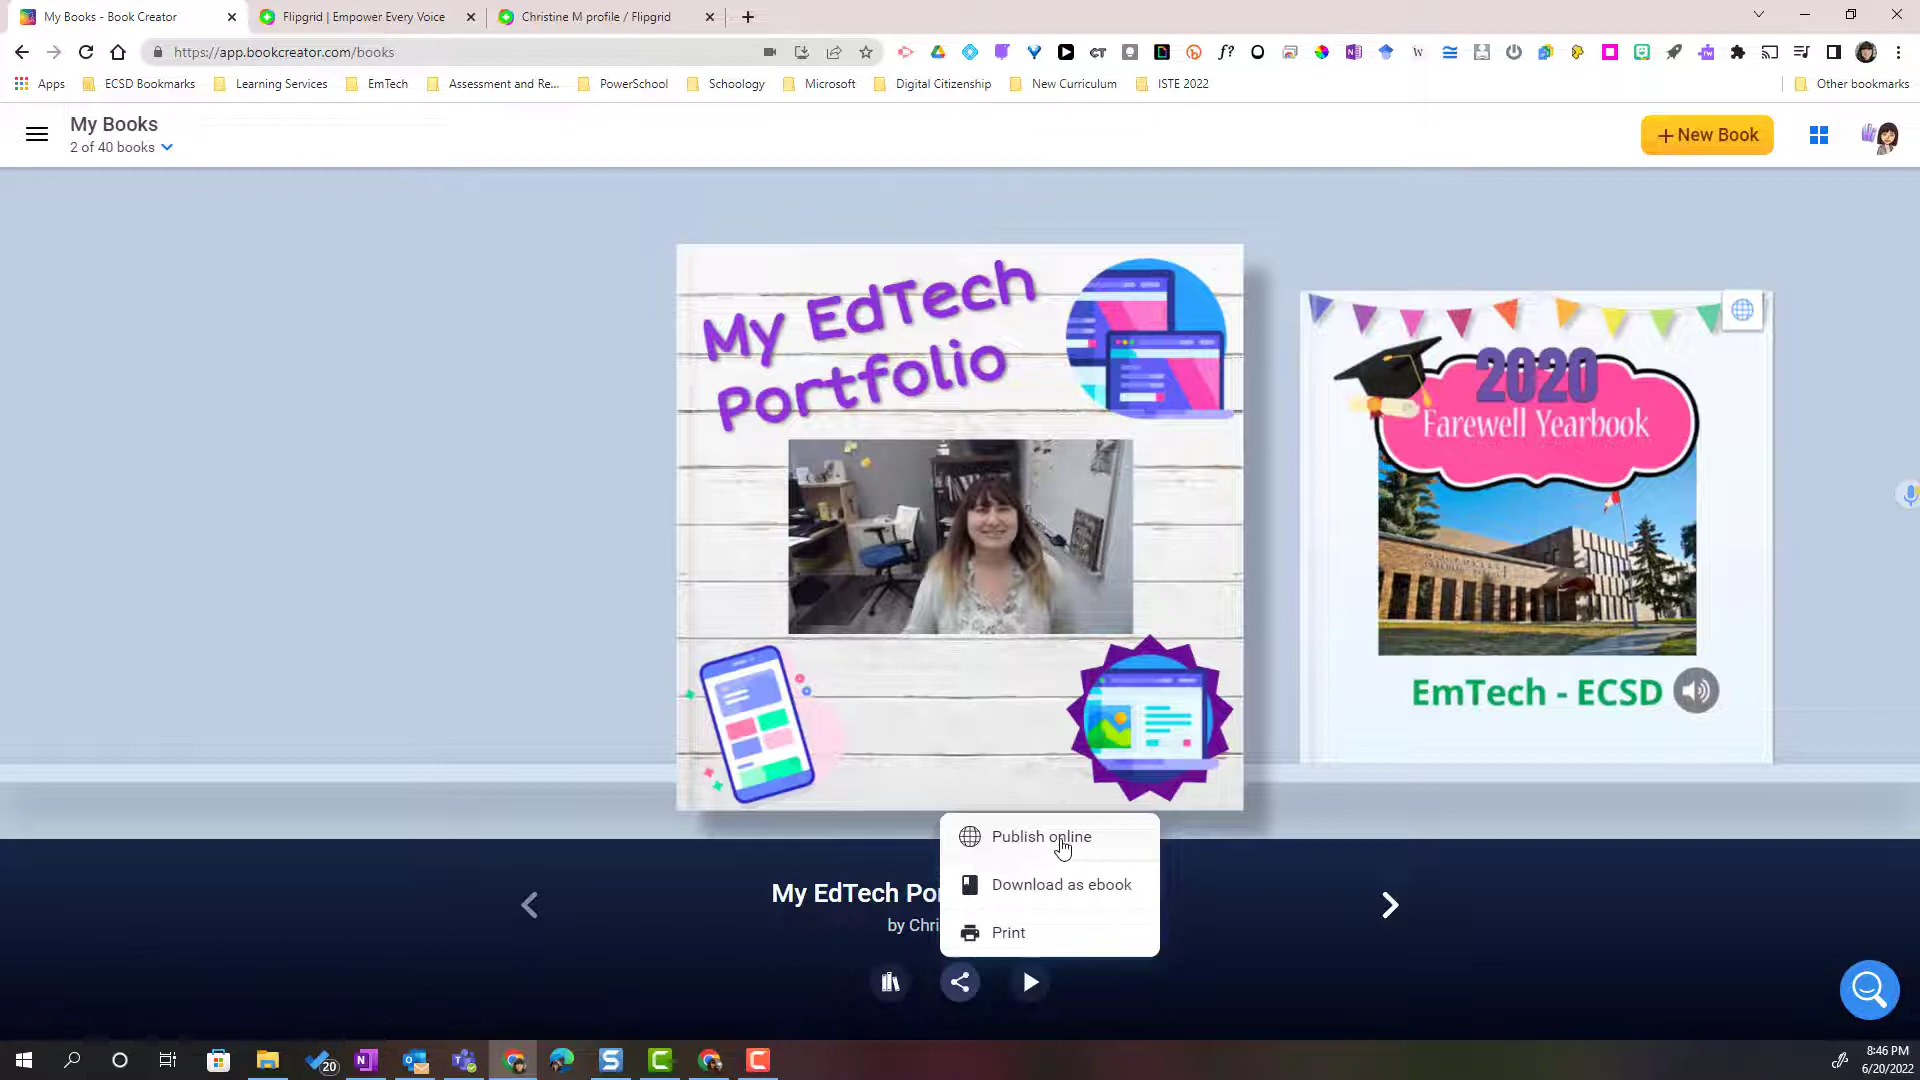 My Books - Book Creator
Flipgrid | Empower Every Voice
Christine M profile / Flipgrid
https://app.bookcreator.com/books
Apps
ECSD Bookmarks
Learning Services
EmTech
Assessment and Re...
PowerSchool
Schoology
Microsoft
Digital Citizenship
New Curriculum
ISTE 2022
Other bookmarks
My Books
2 of 40 books
+ New Book
My EdTech
Portfolio
2020
Farewell Yearbook
EmTech - ECSD
Publish online
Download as ebook
Print
My EdTech Por
by Chri
20
8:46 PM
6/20/2022